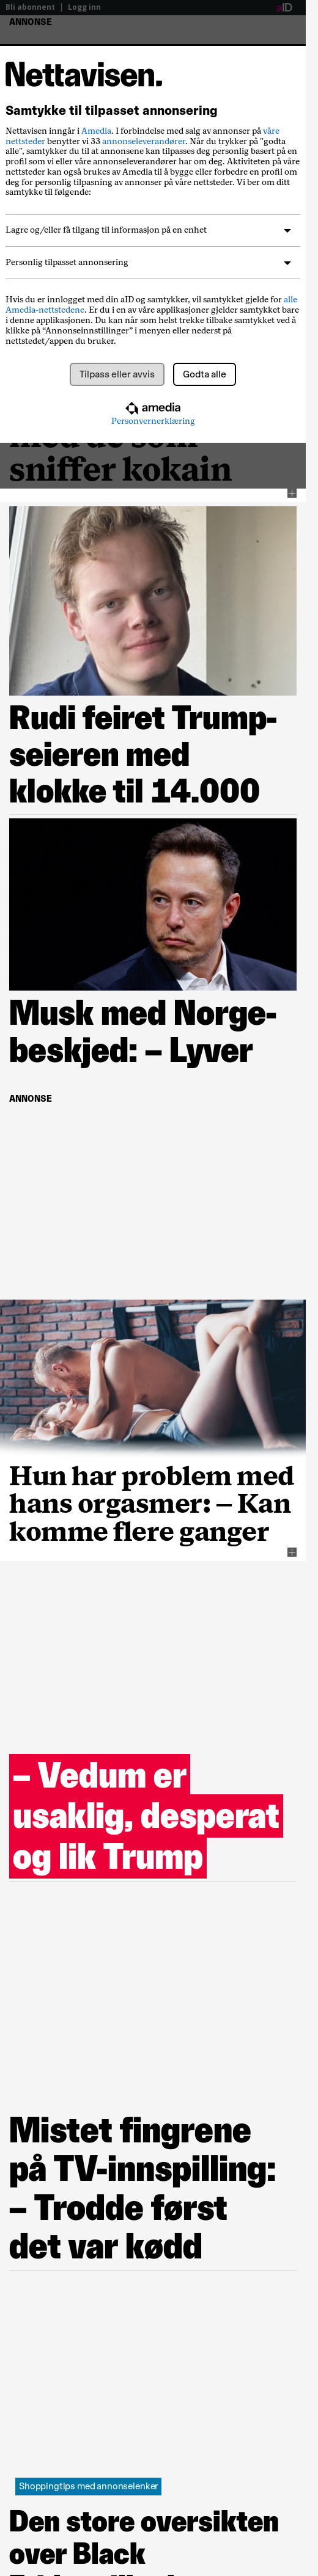 Bli abonnent | Logg inn
aID
ANNONSE
Nettavisen.
Samtykke til tilpasset annonsering
Nettavisen inngår i Amedia. I forbindelse med salg av annonser på våre
nettsteder benytter vi 33 annonseleverandører. Når du trykker på "godta
alle", samtykker du til at annonsene kan tilpasses deg personlig basert på en
profil som vi eller våre annonseleverandører har om deg. Aktiviteten på våre
nettsteder kan også brukes av Amedia til å bygge eller forbedre en profil om
deg for personlig tilpasning av annonser på våre nettsteder. Vi ber om ditt
samtykke til følgende:
Lagre og/eller få tilgang til informasjon på en enhet
Personlig tilpasset annonsering
Hvis du er innlogget med din aID og samtykker, vil samtykket gjelde for alle
Amedia-nettstedene. Er du i en av våre applikasjoner gjelder samtykket bare
i denne applikasjonen. Du kan når som helst trekke tilbake samtykket ved å
klikke på “Annonseinnstillinger” i menyen eller nederst på
nettstedet/appen du bruker.
Tilpass eller avvis
Godta alle
amedia
Personvernerklæring
med de som
sniffer kokain
Rudi feiret Trump-
seieren med
klokke til 14.000
Musk med Norge-
beskjed: – Lyver
ANNONSE
Hun har problem med
hans orgasmer: – Kan
komme flere ganger
– Vedum er
usaklig, desperat
og lik Trump
Mistet fingrene
på TV-innspilling:
– Trodde først
det var kødd
Shoppingtips med annonselenker
Den store oversikten
over Black